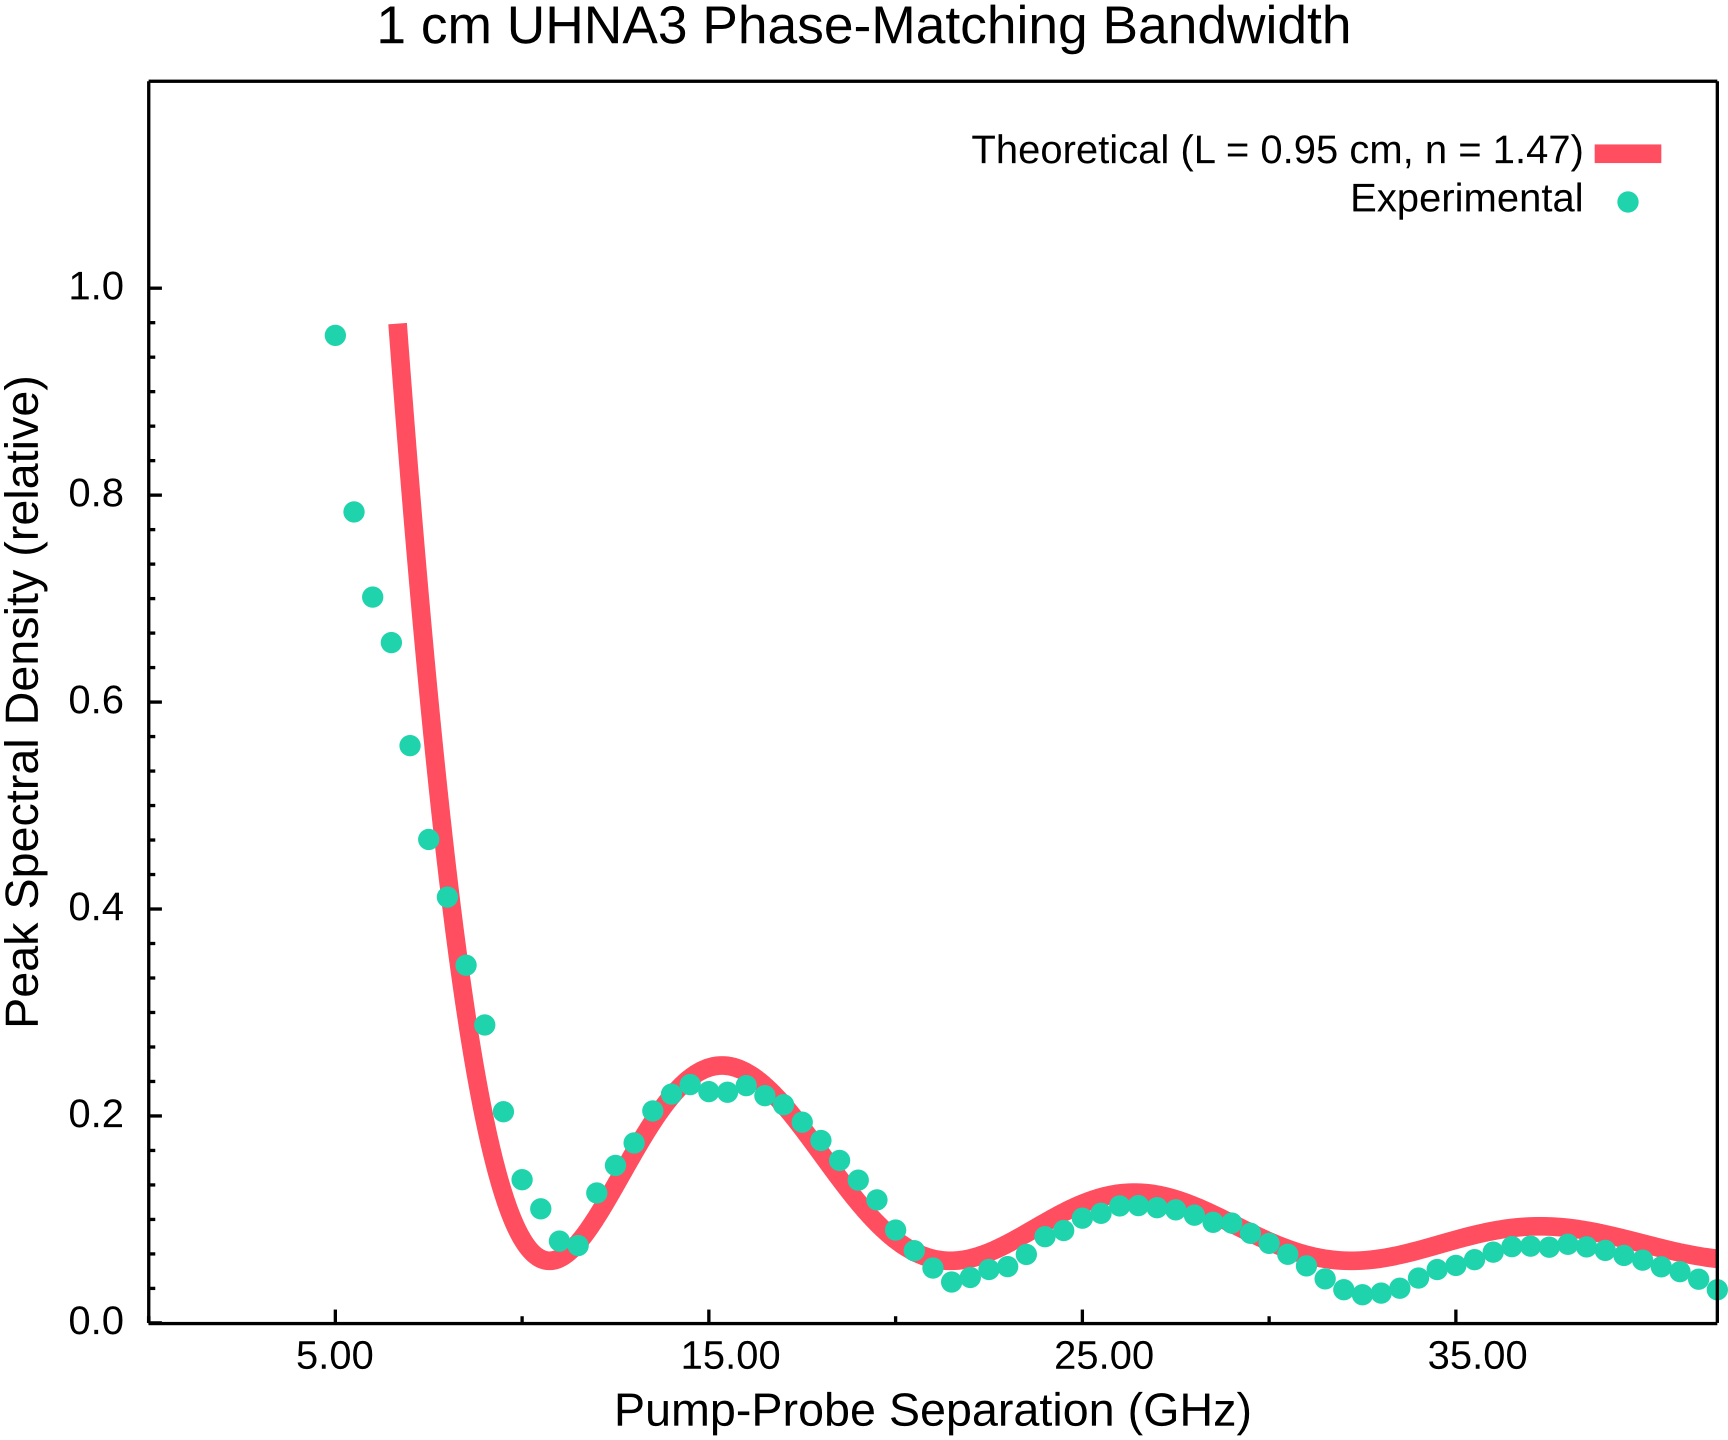 1 cm UHNA3 Phase-Matching Bandwidth
Theoretical (L = 0.95 cm, n = 1.47)
Experimental
1.0
0.8
0.6
0.4
0.2
0.0
Peak Spectral Density (relative)
5.00 15.00 25.00 35.00
Pump-Probe Separation (GHz)